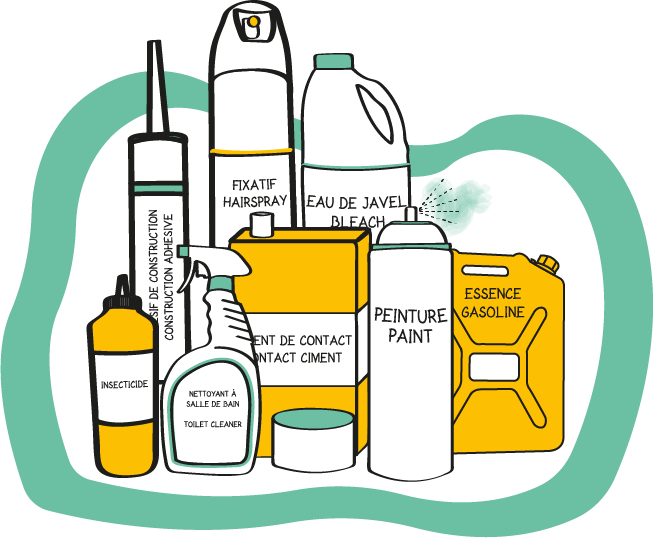 FIXATIF
HAIRSPRAY
EAU DE JAVEL
BLEACH
SIF DE CONSTRUCTION
CONSTRUCTION ADHESIVE
ENT DE CONTACT
ONTACT CIMENT
PEINTURE
PAINT
ESSENCE
GASOLINE
INSECTICIDE
NETTOYANT À
SALLE DE BAIN
TOILET CLEANER